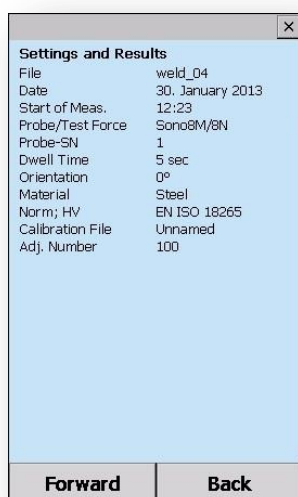 ×
Settings and Results
File weld_04
Date 30. January 2013
Start of Meas. 12:23
Probe/Test Force Sono8M/8N
Probe-SN 1
Dwell Time 5 sec
Orientation 0º
Material Steel
Norm; HV EN ISO 18265
Calibration File Unnamed
Adj. Number 100
Forward Back